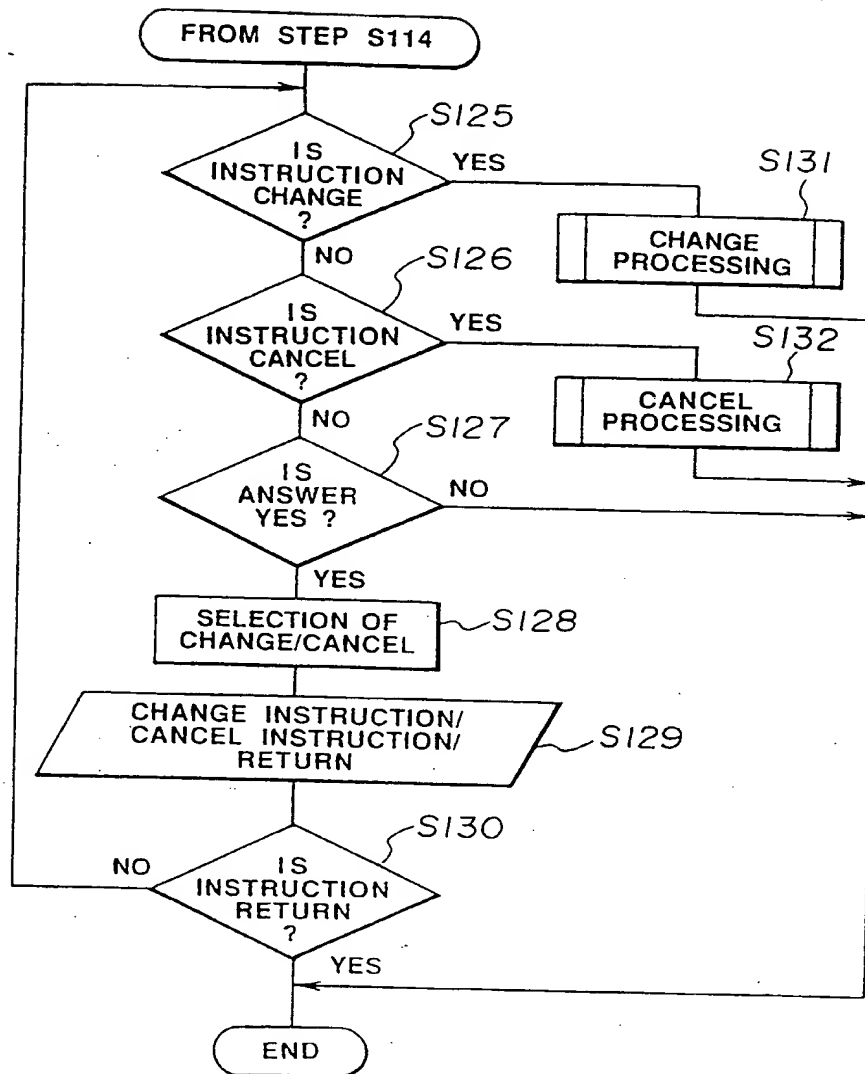 FROM STEP S114
S125
IS
INSTRUCTION
CHANGE
?
YES
NO
S131
CHANGE
PROCESSING
S126
IS
INSTRUCTION
CANCEL
?
YES
NO
S132
CANCEL
PROCESSING
S127
IS
ANSWER
YES ?
NO
YES
SELECTION OF
CHANGE/CANCEL
S128
CHANGE INSTRUCTION/
CANCEL INSTRUCTION/
RETURN
S129
S130
IS
INSTRUCTION
RETURN
?
NO
YES
END